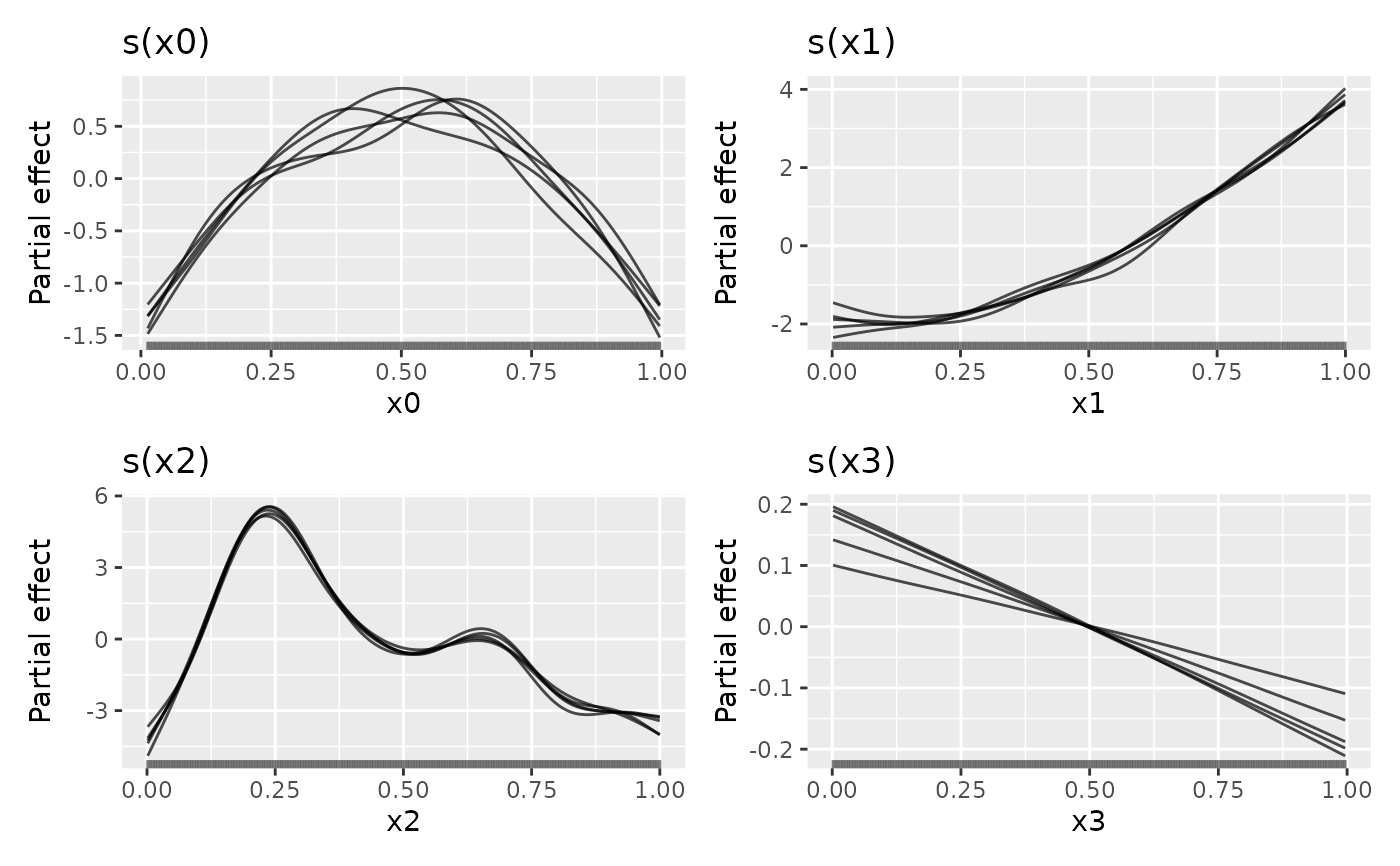 s(x0)
Partial effect
0.5
0.0
-0.5
-1.0
-1.5
0.00 0.25 0.50 0.75 1.00
x0
s(x1)
Partial effect
4
2
0
-2
0.00 0.25 0.50 0.75 1.00
x1
s(x2)
Partial effect
6
3
0
-3
0.00 0.25 0.50 0.75 1.00
x2
s(x3)
Partial effect
0.2
0.1
0.0
-0.1
-0.2
0.00 0.25 0.50 0.75 1.00
x3